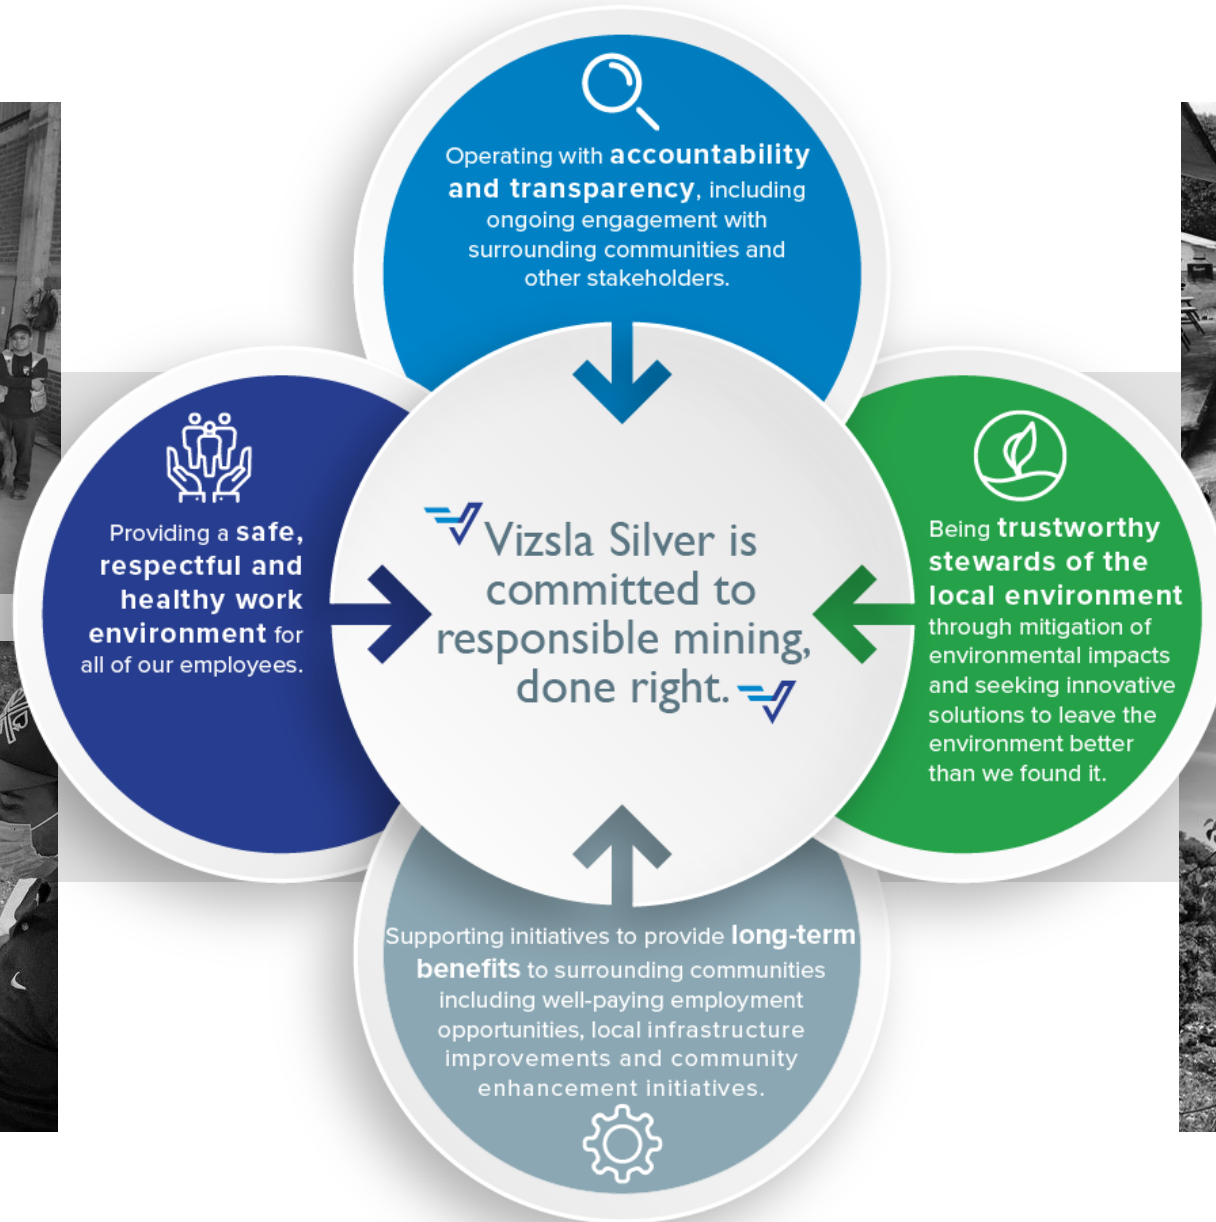 Operating with accountability
and transparency, including
ongoing engagement with
surrounding communities and
other stakeholders.
Providing a safe,
respectful and
healthy work
environment for
all of our employees.
Vizsla Silver is
committed to
responsible mining,
done right.
Being trustworthy
stewards of the
local environment
through mitigation of
environmental impacts
and seeking innovative
solutions to leave the
environment better
than we found it.
Supporting initiatives to provide long-term
benefits to surrounding communities
including well-paying employment
opportunities, local infrastructure
improvements and community
enhancement initiatives.